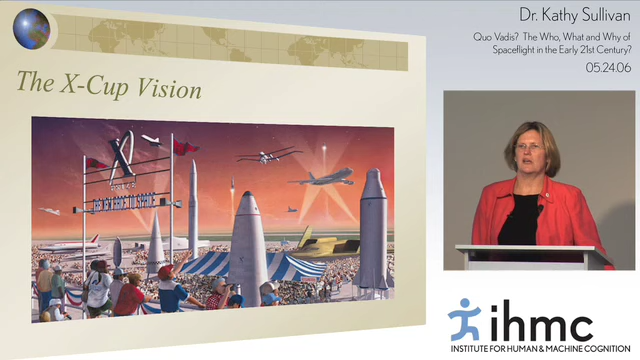 Dr. Kathy Sullivan
Quo Vadis? The Who, What and Why of
Spaceflight in the Early 21st Century?
05.24.06
The X-Cup Vision
X
ihmc
INSTITUTE FOR HUMAN & MACHINE COGNITION